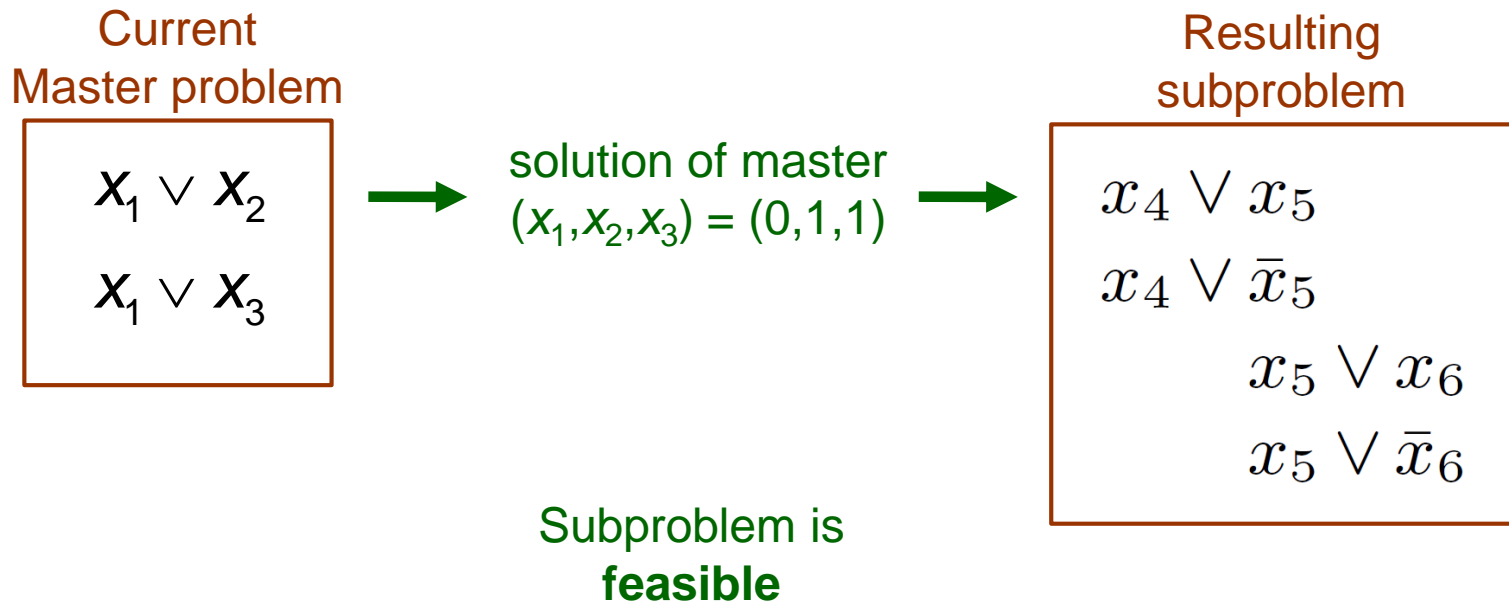 Current
Master problem
x₁ ∨ x₂
x₁ ∨ x₃
solution of master
(x₁,x₂,x₃) = (0,1,1)
Resulting
subproblem
x₄ ∨ x₅
x₄ ∨ x̄₅
x₅ ∨ x₆
x₅ ∨ x̄₆
Subproblem is
feasible